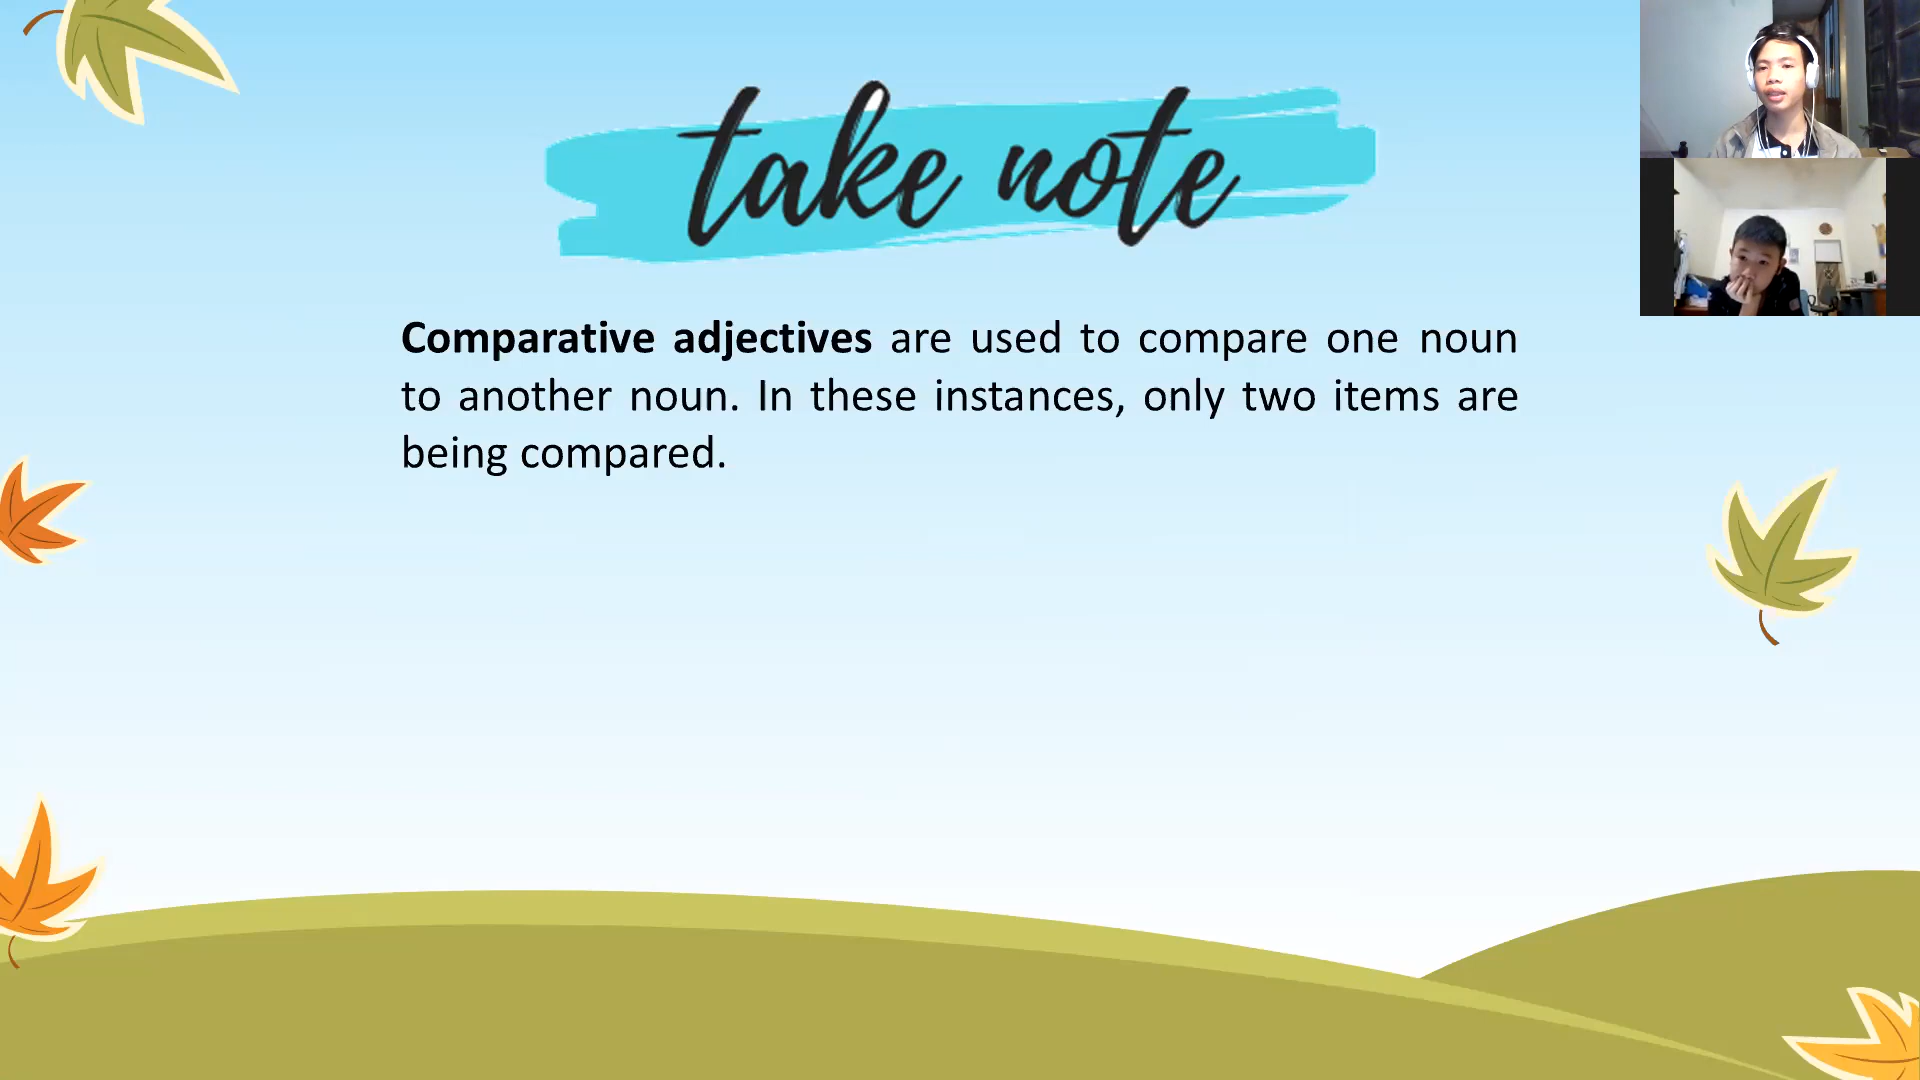 take note
Comparative adjectives are used to compare one noun
to another noun. In these instances, only two items are
being compared.